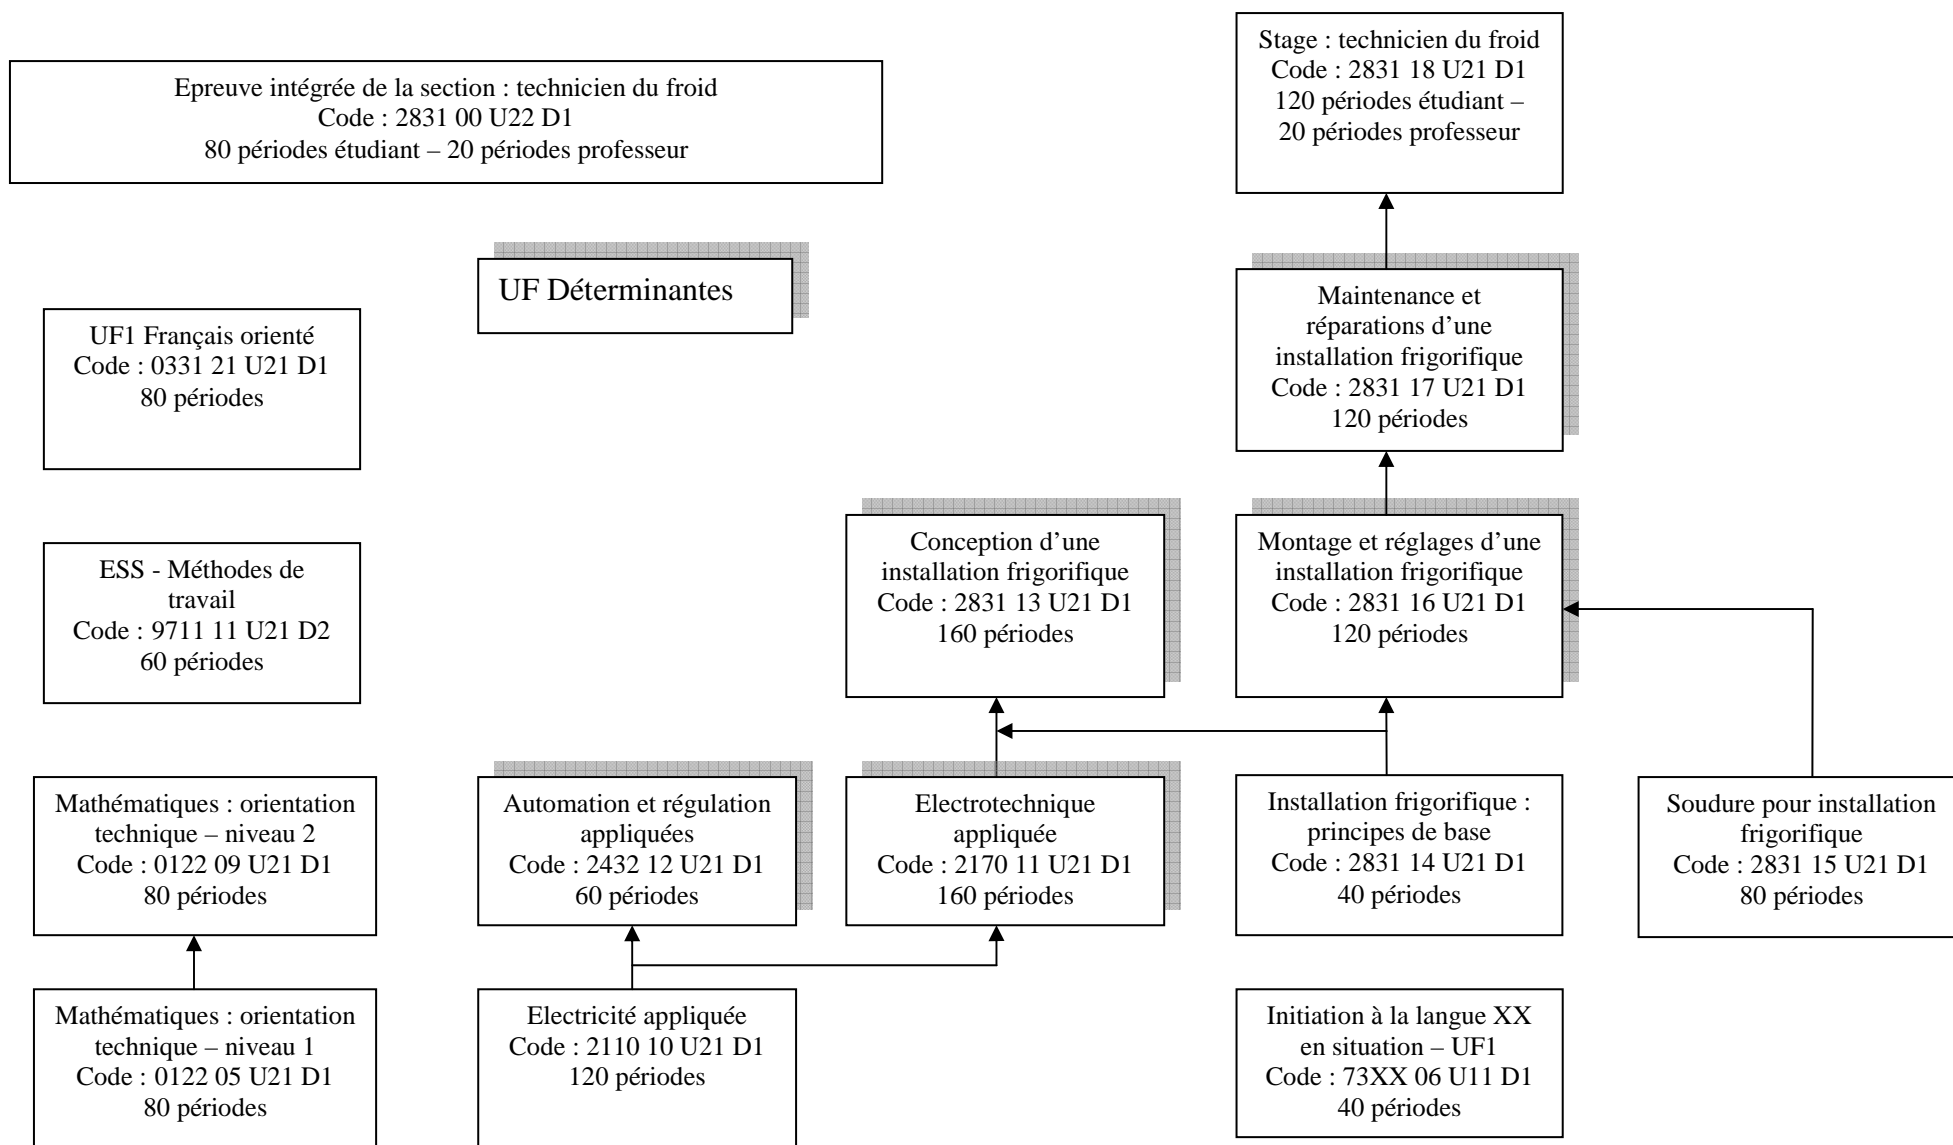 Epreuve intégrée de la section : technicien du froid
Code : 2831 00 U22 D1
80 périodes étudiant – 20 périodes professeur
Stage : technicien du froid
Code : 2831 18 U21 D1
120 périodes étudiant –
20 périodes professeur
UF Déterminantes
UF1 Français orienté
Code : 0331 21 U21 D1
80 périodes
Maintenance et
réparations d’une
installation frigorifique
Code : 2831 17 U21 D1
120 périodes
ESS - Méthodes de
travail
Code : 9711 11 U21 D2
60 périodes
Conception d’une
installation frigorifique
Code : 2831 13 U21 D1
160 périodes
Montage et réglages d’une
installation frigorifique
Code : 2831 16 U21 D1
120 périodes
Mathématiques : orientation
technique – niveau 2
Code : 0122 09 U21 D1
80 périodes
Automation et régulation
appliquées
Code : 2432 12 U21 D1
60 périodes
Electrotechnique
appliquée
Code : 2170 11 U21 D1
160 périodes
Installation frigorifique :
principes de base
Code : 2831 14 U21 D1
40 périodes
Soudure pour installation
frigorifique
Code : 2831 15 U21 D1
80 périodes
Mathématiques : orientation
technique – niveau 1
Code : 0122 05 U21 D1
80 périodes
Electricité appliquée
Code : 2110 10 U21 D1
120 périodes
Initiation à la langue XX
en situation – UF1
Code : 73XX 06 U11 D1
40 périodes